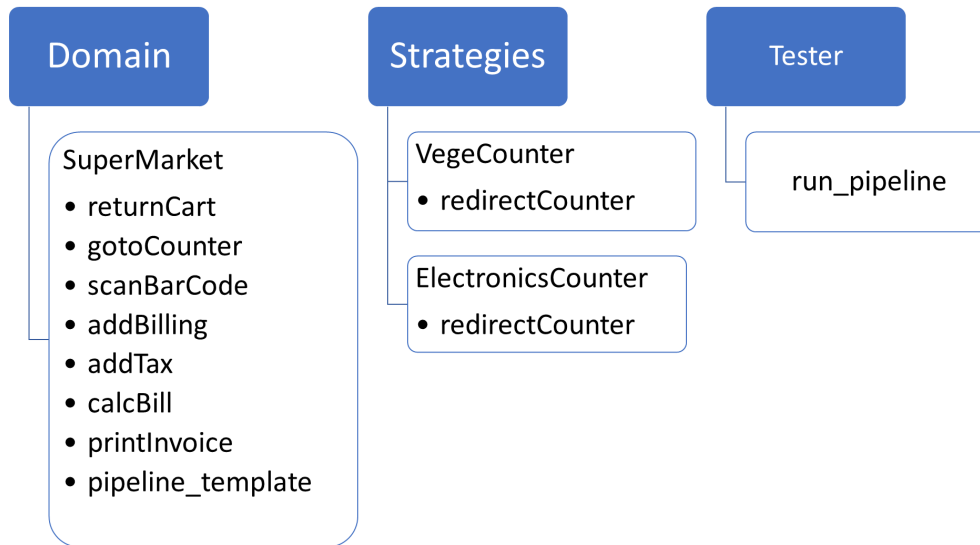 Domain
SuperMarket
• returnCart
• gotoCounter
• scanBarCode
• addBilling
• addTax
• calcBill
• printInvoice
• pipeline_template
Strategies
VegeCounter
• redirectCounter
ElectronicsCounter
• redirectCounter
Tester
run_pipeline